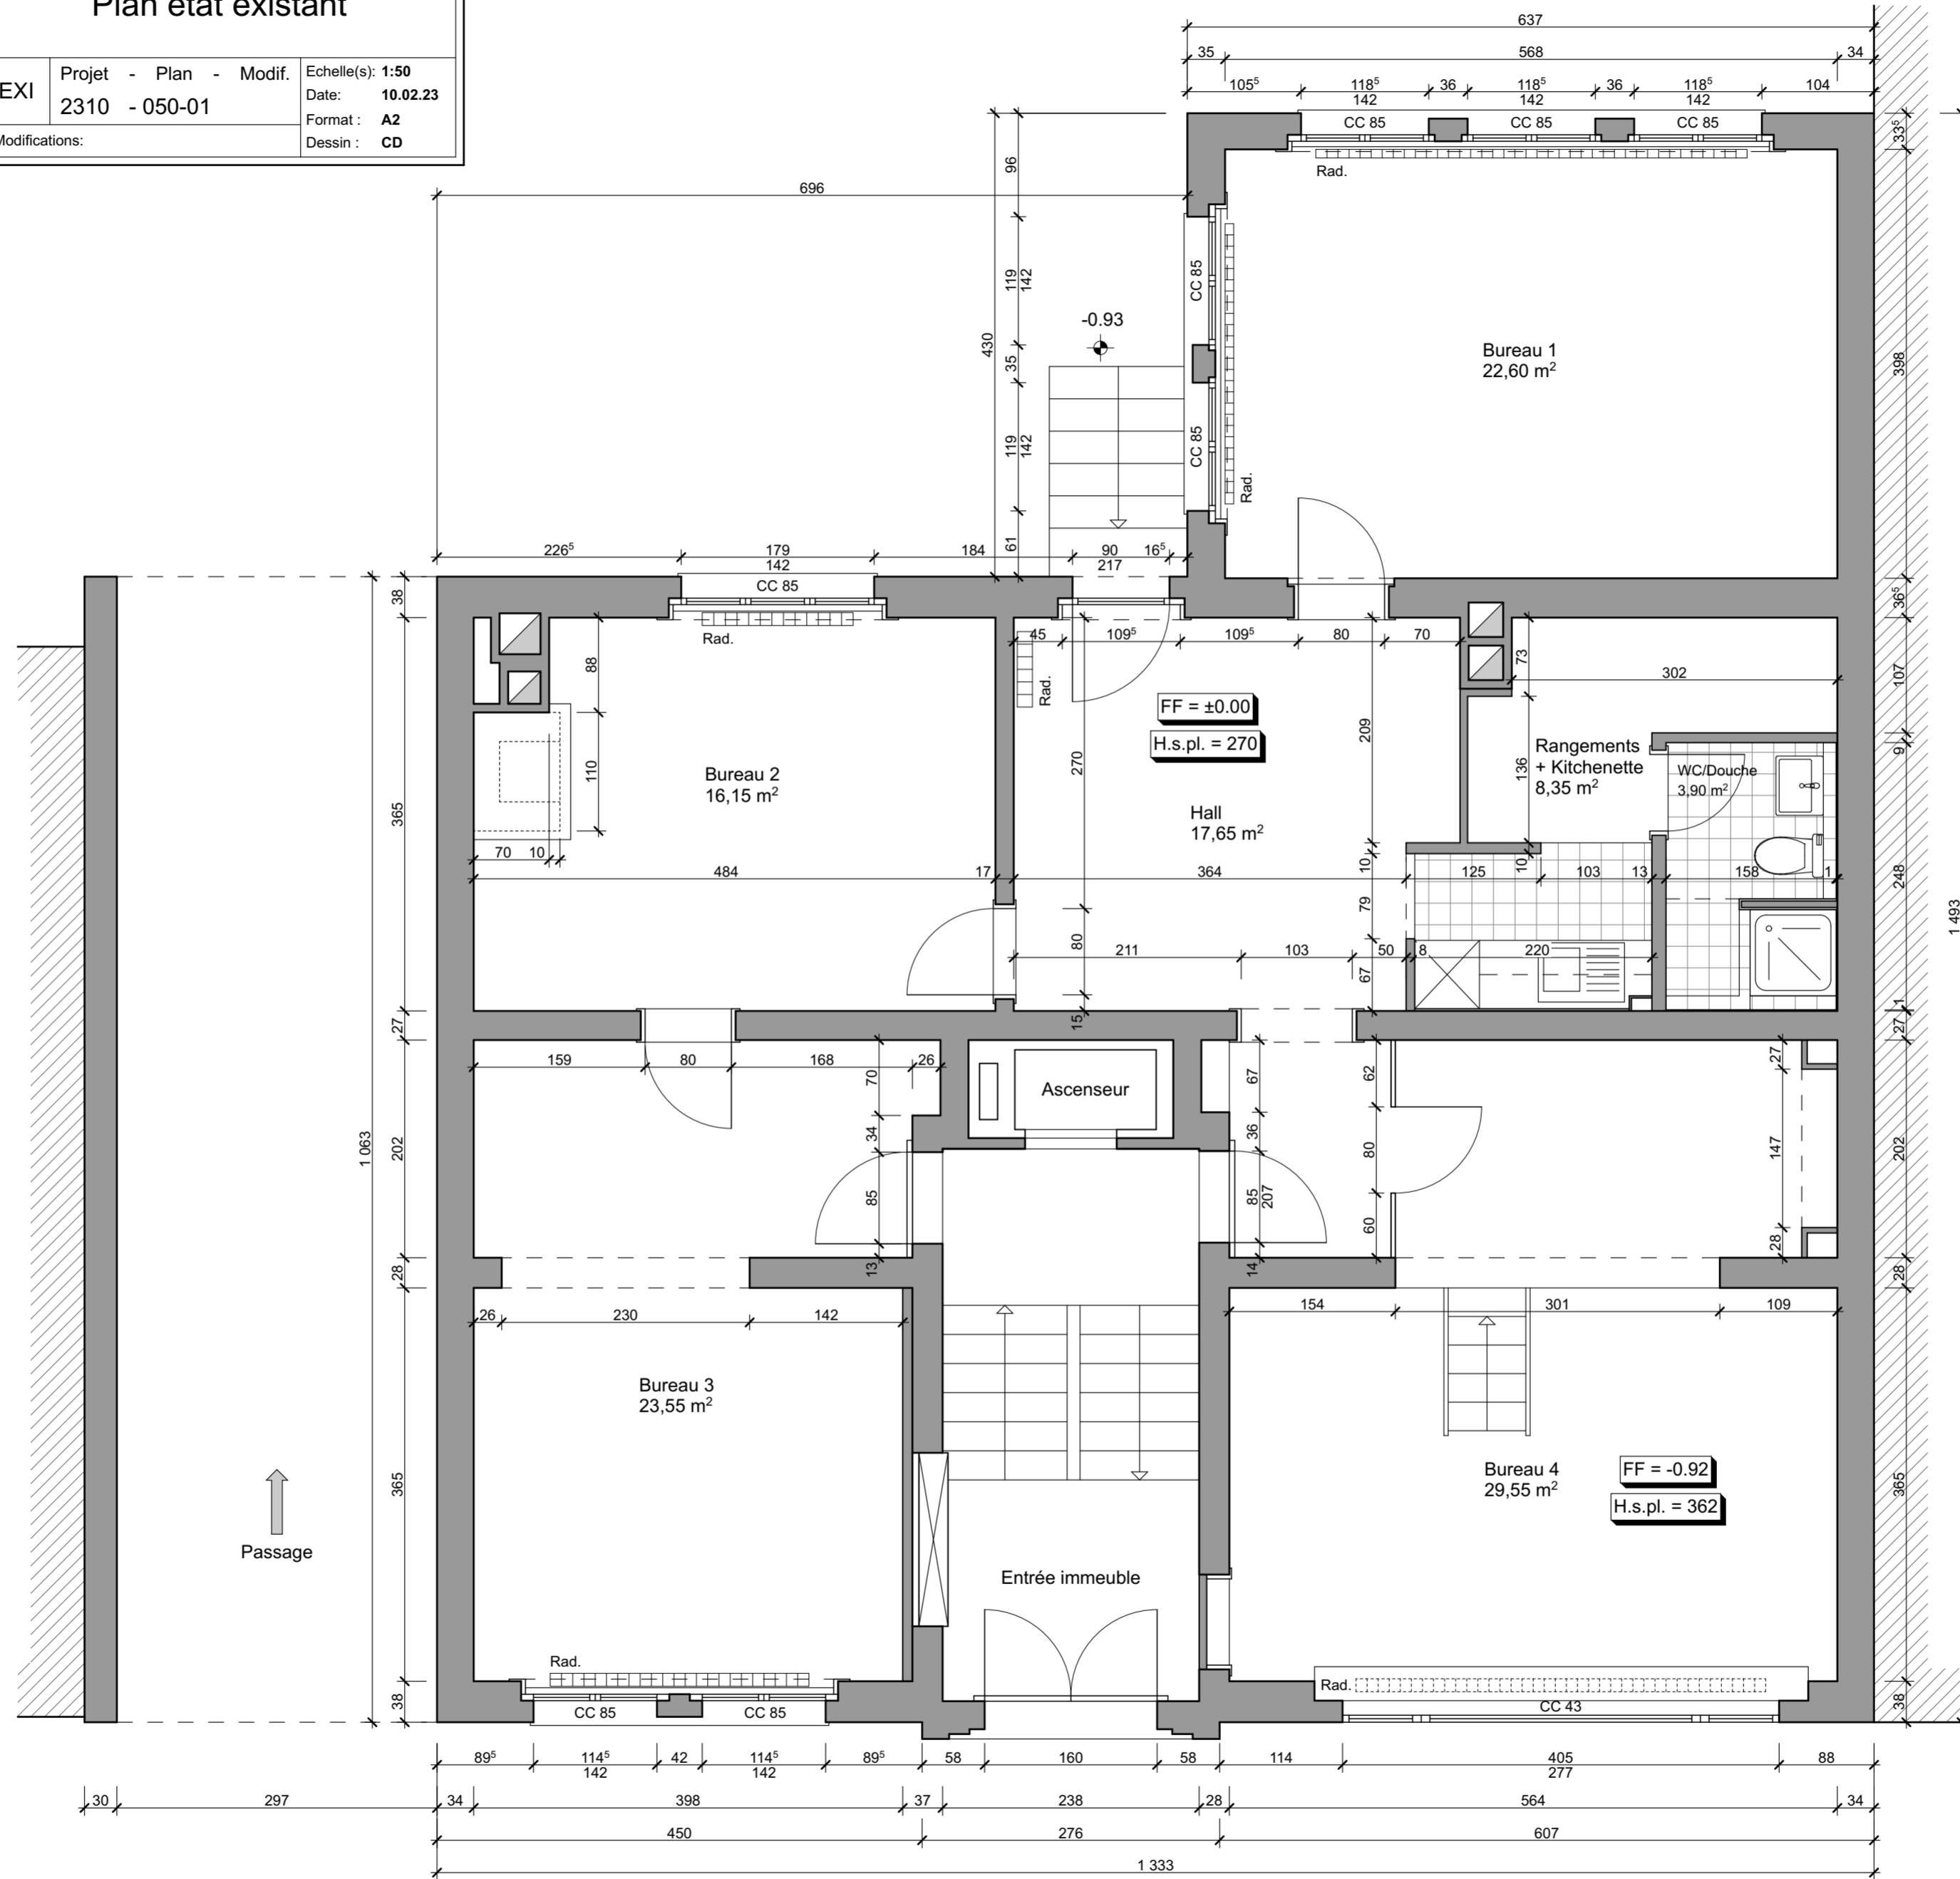 Plan état existant
EXI
Projet - Plan - Modif.
2310 - 050-01
Echelle(s): 1:50
Date: 10.02.23
Format : A2
Dessin : CD
Modifications:
637
35 568 34
105⁵ 118⁵ 36 118⁵ 36 118⁵ 104
142 142 142
CC 85 CC 85 CC 85
Rad.
33⁵
96
696
119
142
CC 85
-0.93
430
35
Bureau 1
22,60 m²
398
119
142
CC 85
Rad.
61
226⁵ 179 184 90 16⁵
142 217
CC 85
38
36⁵
Rad.
45 109⁵ 109⁵ 80 70
Rad.
88
73
302
107
FF = ±0.00
H.s.pl. = 270
209
270
110
136
Bureau 2
16,15 m²
Rangements
+ Kitchenette
8,35 m²
WC/Douche
3,90 m²
9
365
Hall
17,65 m²
70 10
10
10
484 17 364 125 103 13 158 1
248
79
1 493
80
211 103 50 8 220
67
15
1
27
27
159 80 168 26
70
Ascenseur
67
62
27
34
36
80
147
1 063
202
202
85
85
207
60
28
13
14
28
28
26 230 142
154 301 109
Bureau 3
23,55 m²
365
365
Bureau 4
29,55 m²
FF = -0.92
H.s.pl. = 362
Passage
Entrée immeuble
Rad.
Rad.
38
38
CC 85 CC 85
CC 43
89⁵ 114⁵ 42 114⁵ 89⁵ 58 160 58 114 405 88
142 142 277
30 297 34 398 37 238 28 564 34
450 276 607
1 333